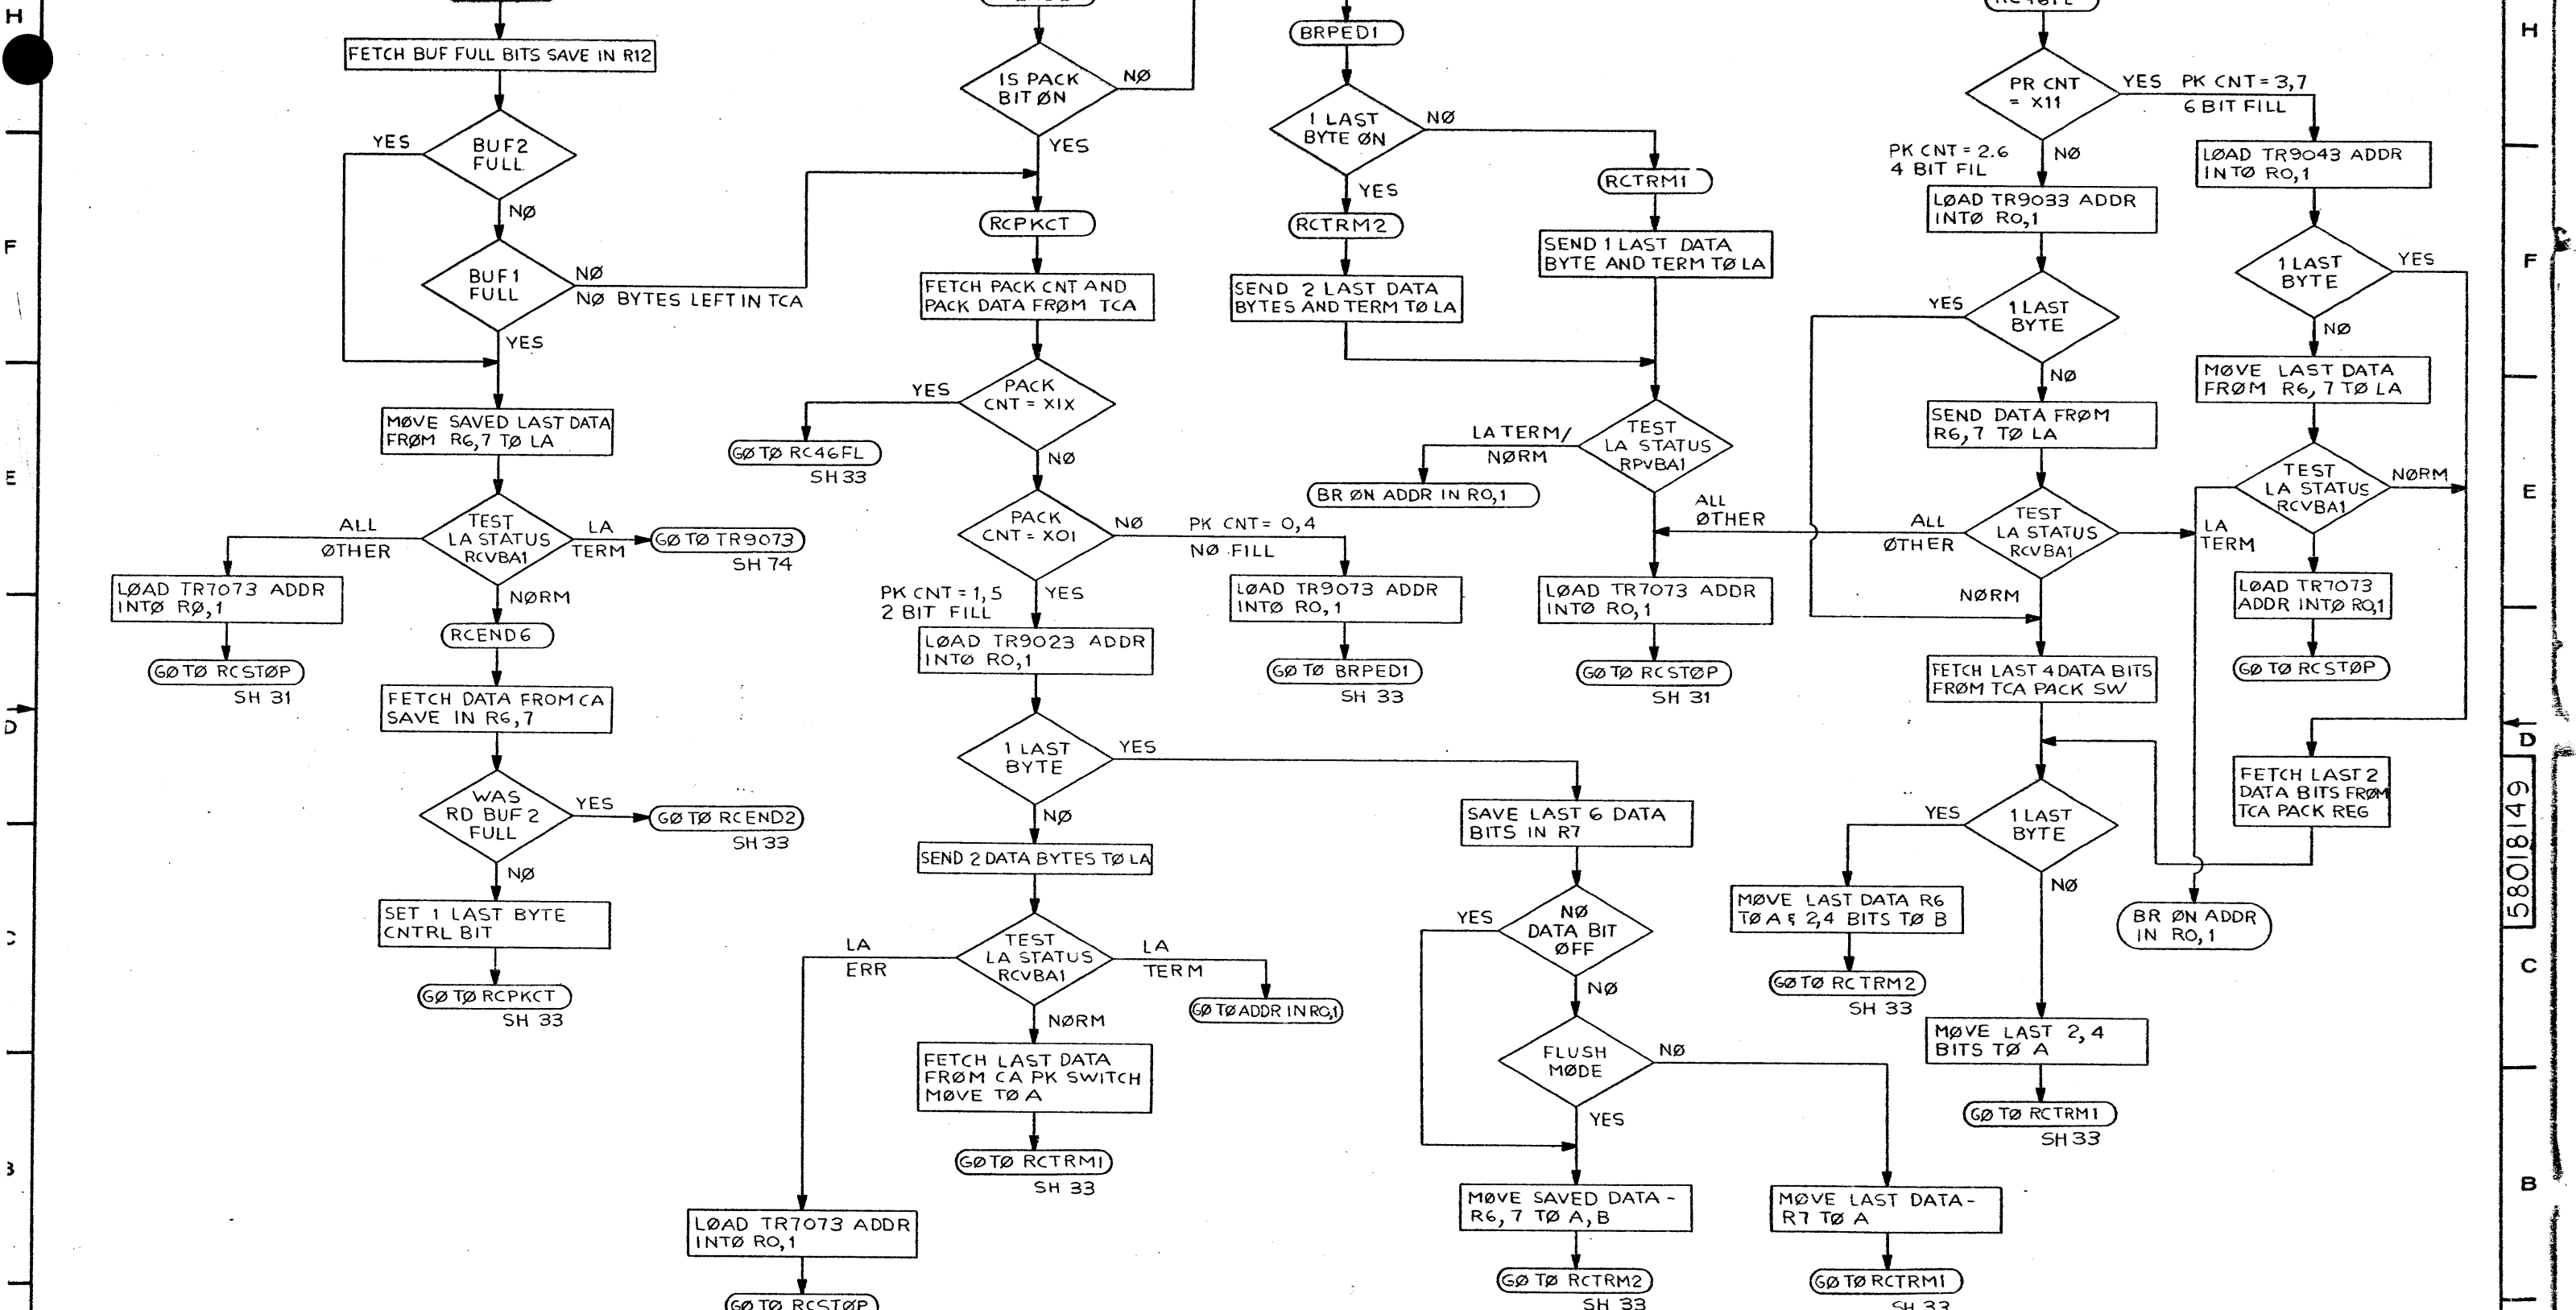 H
FETCH BUF FULL BITS SAVE IN R12
BUF2
FULL
YES
NØ
BUF1
FULL
NØ
NØ BYTES LEFT IN TCA
YES
MØVE SAVED LAST DATA
FRØM R6,7 TØ LA
TEST
LA STATUS
RCVBA1
ALL
ØTHER
LA
TERM
GØ TØ TR9073
SH 74
LØAD TR7073 ADDR
INTØ RØ,1
GØ TØ RCSTØP
SH 31
NØRM
RCEND6
FETCH DATA FROM CA
SAVE IN R6,7
WAS
RD BUF 2
FULL
YES
GØ TØ RCEND2
SH 33
NØ
SET 1 LAST BYTE
CNTRL BIT
GØ TØ RCPKCT
SH 33
IS PACK
BIT ØN
NØ
YES
RCPKCT
FETCH PACK CNT AND
PACK DATA FRØM TCA
PACK
CNT = X1X
YES
GØ TØ RC46FL
SH 33
NØ
PACK
CNT = X01
NØ
PK CNT = 0,4
NØ FILL
LØAD TR9073 ADDR
INTØ R0,1
GØ TØ BRPED1
SH 33
PK CNT = 1,5
2 BIT FILL
YES
LØAD TR9023 ADDR
INTØ R0,1
1 LAST
BYTE
YES
NØ
SEND 2 DATA BYTES TØ LA
TEST
LA STATUS
RCVBA1
LA
ERR
LA
TERM
GØ TØ ADDR IN R0,1
NØRM
FETCH LAST DATA
FRØM CA PK SWITCH
MØVE TØ A
GØ TØ RCTRM1
SH 33
LØAD TR7073 ADDR
INTØ R0,1
GØ TØ RCSTØP
BRPED1
1 LAST
BYTE ØN
NØ
YES
RCTRM2
SEND 2 LAST DATA
BYTES AND TERM TØ LA
RCTRM1
SEND 1 LAST DATA
BYTE AND TERM TØ LA
TEST
LA STATUS
RPVBA1
LA TERM/
NØRM
BR ØN ADDR IN R0,1
ALL
ØTHER
LØAD TR7073 ADDR
INTØ R0,1
GØ TØ RCSTØP
SH 31
SAVE LAST 6 DATA
BITS IN R7
NØ
DATA BIT
ØFF
YES
NØ
FLUSH
MØDE
NØ
YES
MØVE SAVED DATA -
R6,7 TØ A,B
GØ TØ RCTRM2
SH 33
MØVE LAST DATA -
R7 TØ A
GØ TØ RCTRM1
SH 33
RC46FL
PR CNT
= X11
YES
PK CNT = 3,7
6 BIT FILL
PK CNT = 2.6
4 BIT FIL
NØ
LØAD TR9033 ADDR
INTØ R0,1
1 LAST
BYTE
YES
NØ
SEND DATA FRØM
R6,7 TØ LA
TEST
LA STATUS
RCVBA1
ALL
ØTHER
NØRM
FETCH LAST 4 DATA BITS
FRØM TCA PACK SW
1 LAST
BYTE
YES
MØVE LAST DATA R6
TØ A & 2,4 BITS TØ B
GØ TØ RCTRM2
SH 33
NØ
MØVE LAST 2,4
BITS TØ A
GØ TØ RCTRM1
SH 33
LØAD TR9043 ADDR
INTØ R0,1
1 LAST
BYTE
YES
NØ
MØVE LAST DATA
FRØM R6,7 TØ LA
TEST
LA STATUS
RCVBA1
NØRM
LA
TERM
LØAD TR7073
ADDR INTØ R0,1
GØ TØ RCSTØP
FETCH LAST 2
DATA BITS FRØM
TCA PACK REG
BR ØN ADDR
IN R0,1
F
E
D
H
F
E
D
58018149
C
B